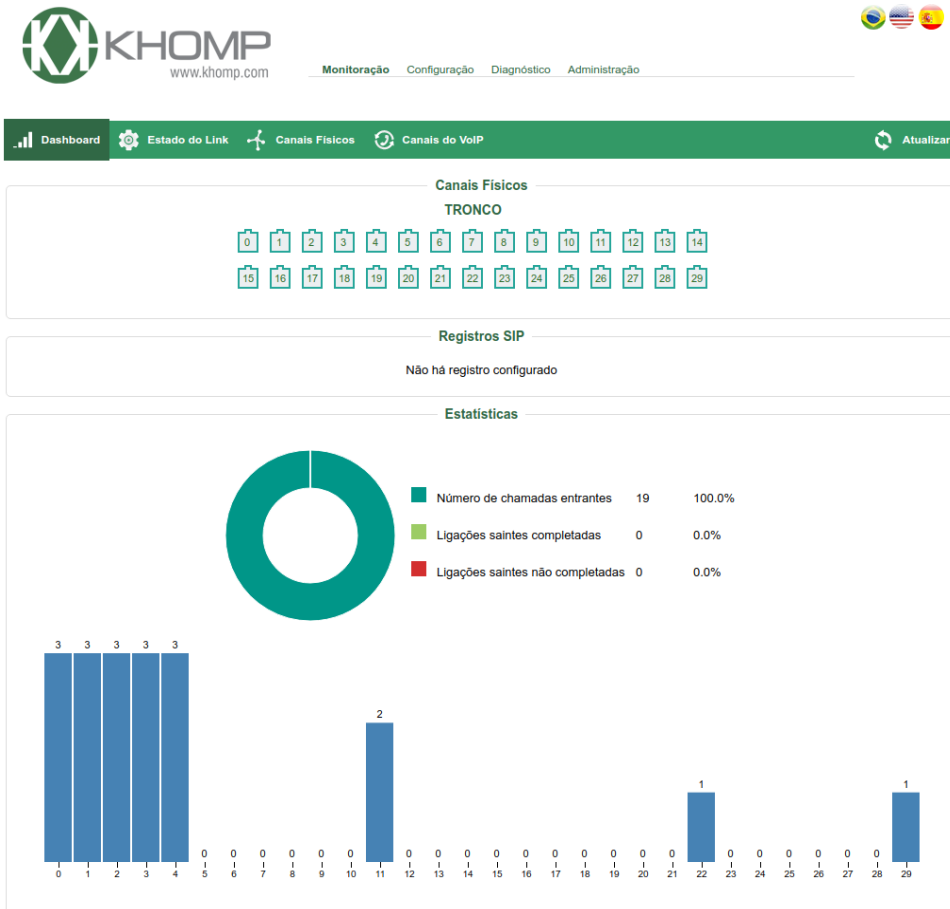 KHOMP
www.khomp.com
Monitoração Configuração Diagnóstico Administração
Dashboard Estado do Link Canais Físicos Canais do VoIP Atualizar
Canais Físicos
TRONCO
0 1 2 3 4 5 6 7 8 9 10 11 12 13 14
15 16 17 18 19 20 21 22 23 24 25 26 27 28 29
Registros SIP
Não há registro configurado
Estatísticas
Número de chamadas entrantes 19 100.0%
Ligações saintes completadas 0 0.0%
Ligações saintes não completadas 0 0.0%
3 3 3 3 3
2
1 1
0 0 0 0 0 0 0 0 0 0 0 0 0 0 0 0 0 0 0 0 0 0
0 1 2 3 4 5 6 7 8 9 10 11 12 13 14 15 16 17 18 19 20 21 22 23 24 25 26 27 28 29